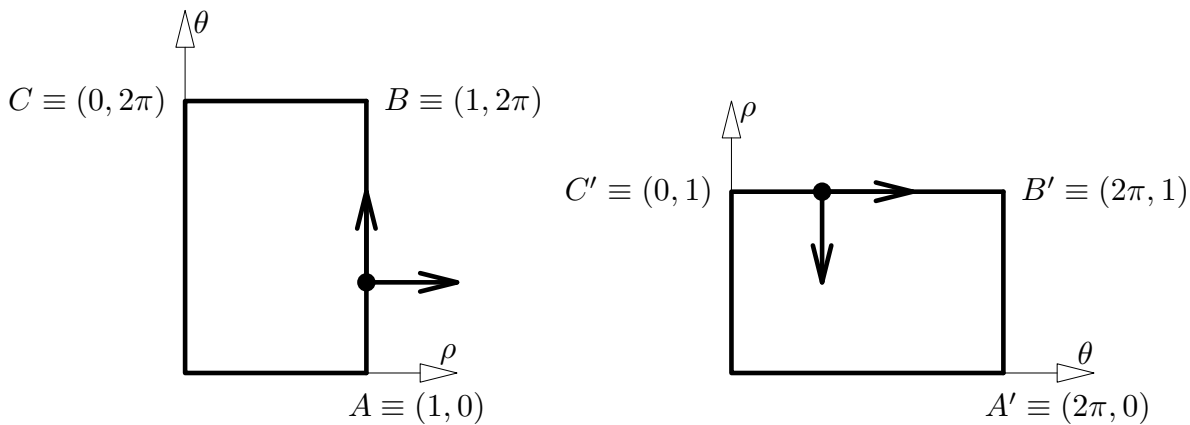 θ
C ≡ (0, 2π)
B ≡ (1, 2π)
ρ
A ≡ (1, 0)
ρ
C′ ≡ (0, 1)
B′ ≡ (2π, 1)
θ
A′ ≡ (2π, 0)